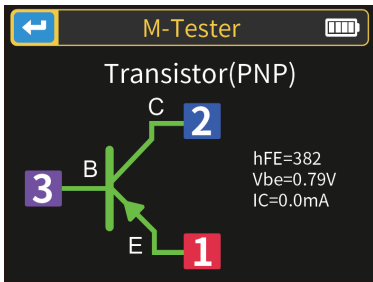 M-Tester
Transistor(PNP)
C
2
hFE=382
B
Vbe=0.79V
3
IC=0.0mA
E
1